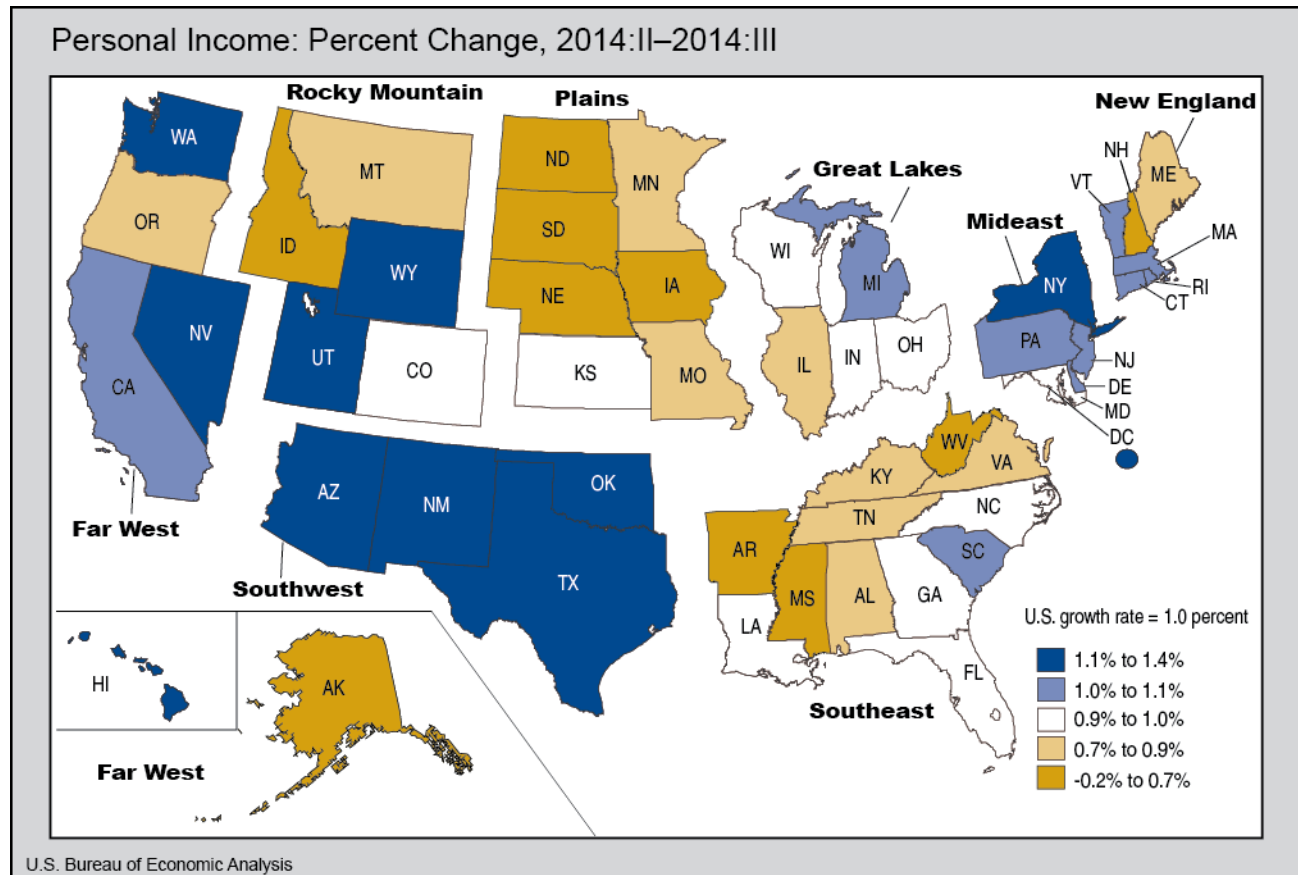 Personal Income: Percent Change, 2014:II–2014:III
Rocky Mountain
Plains
New England
Great Lakes
Mideast
WA
OR
CA
NV
ID
MT
WY
UT
CO
ND
SD
NE
KS
MN
IA
MO
WI
MI
IL
IN
OH
NH
VT
ME
MA
RI
CT
NY
PA
NJ
DE
MD
DC
Far West
Southwest
AZ
NM
OK
TX
WV
VA
KY
TN
NC
SC
AR
MS
AL
GA
LA
FL
Southeast
HI
AK
Far West
U.S. growth rate = 1.0 percent
1.1% to 1.4%
1.0% to 1.1%
0.9% to 1.0%
0.7% to 0.9%
-0.2% to 0.7%
U.S. Bureau of Economic Analysis